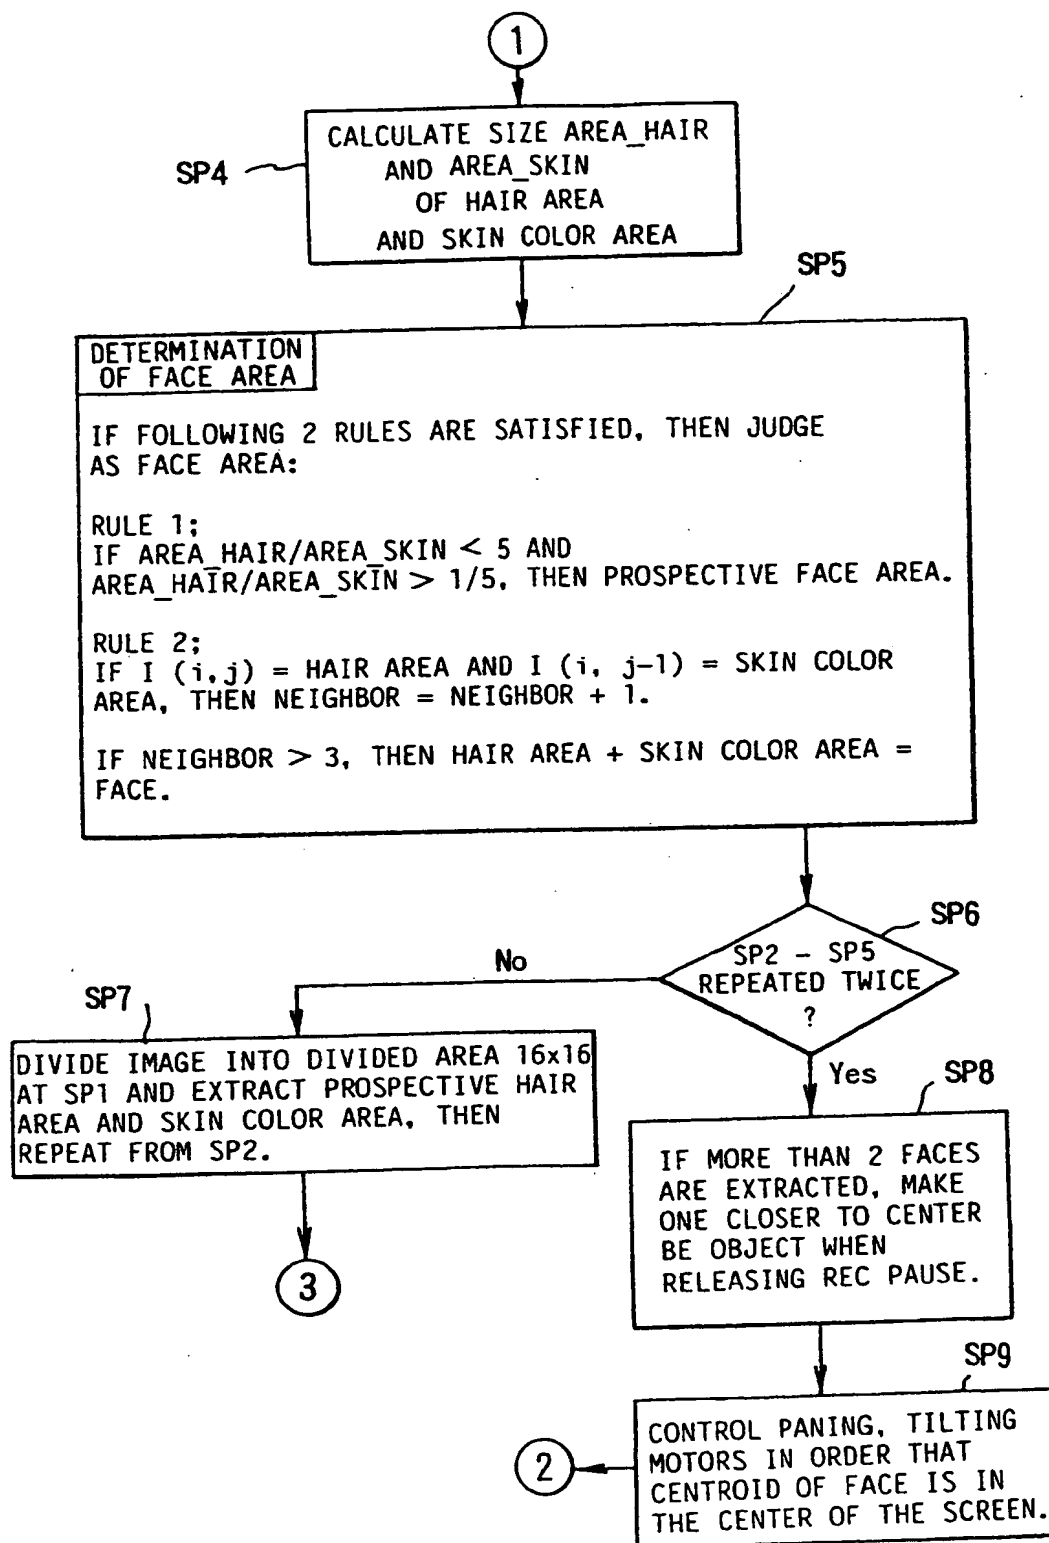 1
CALCULATE SIZE AREA_HAIR
AND AREA_SKIN
OF HAIR AREA
AND SKIN COLOR AREA
SP4
SP5
DETERMINATION
OF FACE AREA
IF FOLLOWING 2 RULES ARE SATISFIED, THEN JUDGE
AS FACE AREA:
RULE 1;
IF AREA_HAIR/AREA_SKIN < 5 AND
AREA_HAIR/AREA_SKIN > 1/5, THEN PROSPECTIVE FACE AREA.
RULE 2;
IF I (i,j) = HAIR AREA AND I (i, j-1) = SKIN COLOR
AREA, THEN NEIGHBOR = NEIGHBOR + 1.
IF NEIGHBOR > 3, THEN HAIR AREA + SKIN COLOR AREA =
FACE.
SP6
SP2 - SP5
REPEATED TWICE
?
No
SP7
DIVIDE IMAGE INTO DIVIDED AREA 16x16
AT SP1 AND EXTRACT PROSPECTIVE HAIR
AREA AND SKIN COLOR AREA, THEN
REPEAT FROM SP2.
3
Yes
SP8
IF MORE THAN 2 FACES
ARE EXTRACTED, MAKE
ONE CLOSER TO CENTER
BE OBJECT WHEN
RELEASING REC PAUSE.
SP9
CONTROL PANING, TILTING
MOTORS IN ORDER THAT
CENTROID OF FACE IS IN
THE CENTER OF THE SCREEN.
2